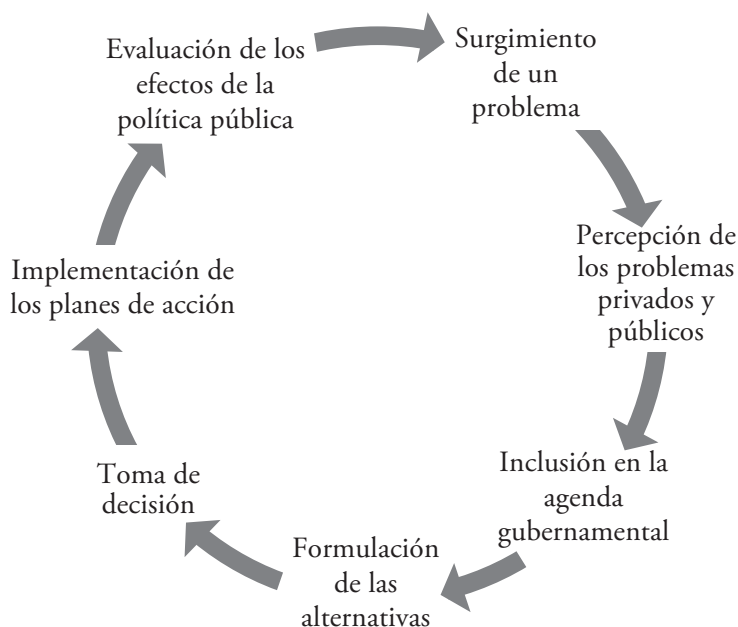 Surgimiento
de un
problema
Percepción de
los problemas
privados y
públicos
Inclusión en la
agenda
gubernamental
Formulación
de las
alternativas
Toma de
decisión
Implementación de
los planes de acción
Evaluación de los
efectos de la
política pública